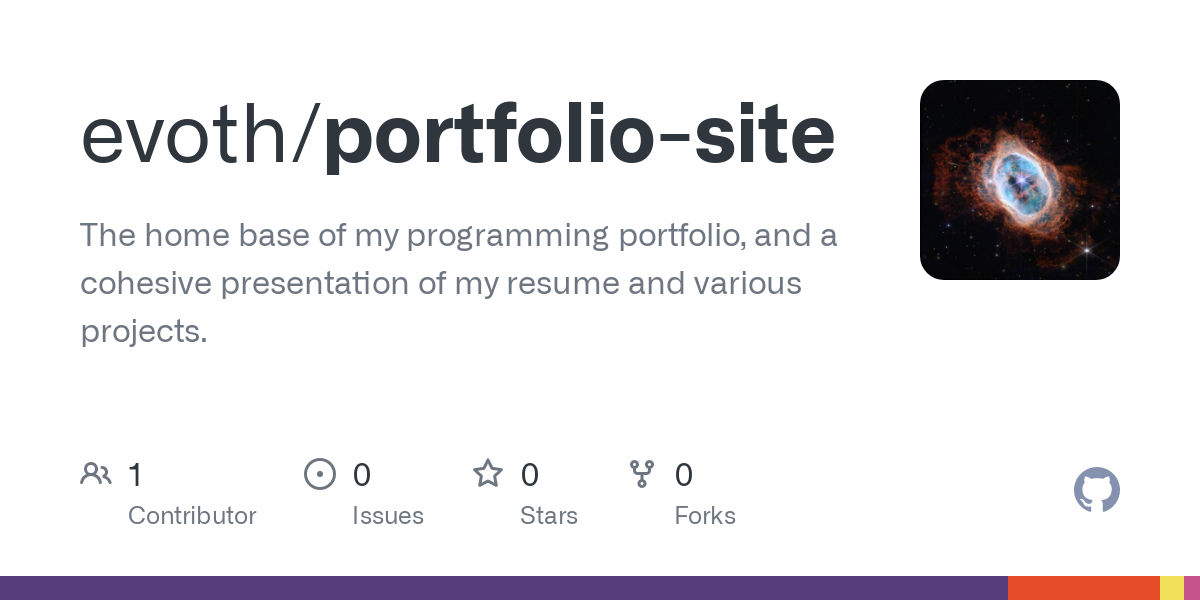 evoth/portfolio-site
The home base of my programming portfolio, and a
cohesive presentation of my resume and various
projects.
1 0 0 0
Contributor Issues Stars Forks